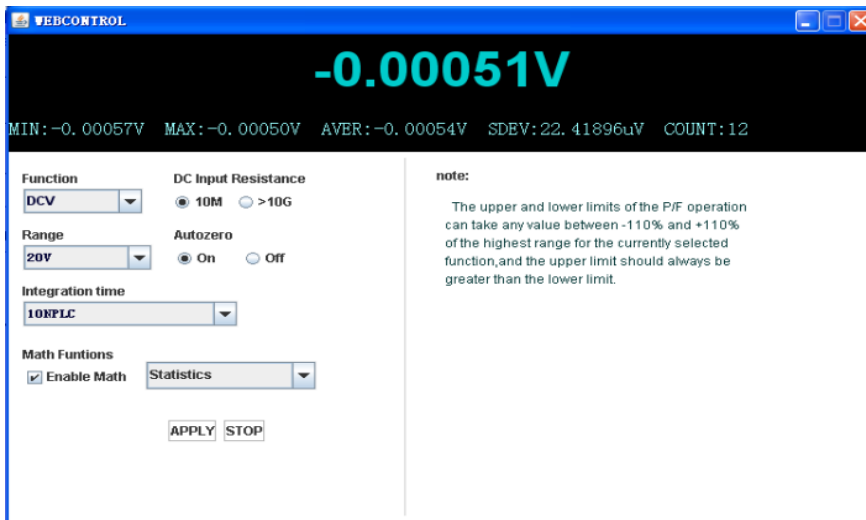 WEBCONTROL
-0.00051V
MIN:-0.00057V MAX:-0.00050V AVER:-0.00054V SDEV:22.41896uV COUNT:12
Function
DCV
DC Input Resistance
10M >10G
Range
20V
Autozero
On Off
Integration time
10NPLC
Math Funtions
Enable Math Statistics
APPLY STOP
note:
The upper and lower limits of the P/F operation
can take any value between -110% and +110%
of the highest range for the currently selected
function,and the upper limit should always be
greater than the lower limit.